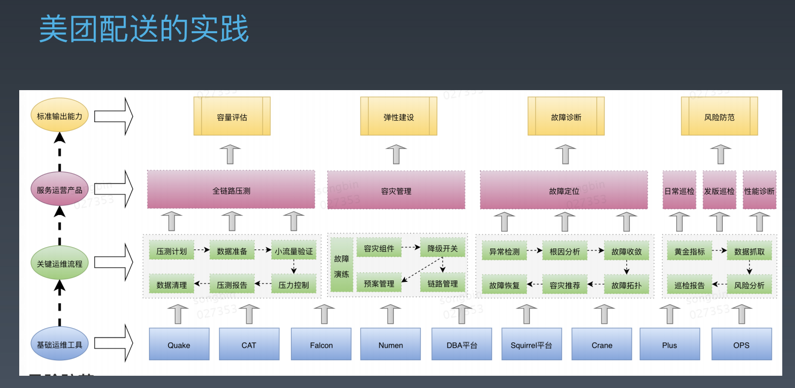 美团配送的实践
标准输出能力
容量评估
弹性建设
故障诊断
风险防范
服务运营产品
全链路压测
容灾管理
故障定位
日常巡检
发版巡检
性能诊断
关键运维流程
压测计划
数据准备
小流量验证
数据清理
压测报告
压力控制
故障
演练
容灾组件
降级开关
预案管理
链路管理
异常检测
根因分析
故障收敛
故障恢复
容灾推荐
故障拓扑
黄金指标
数据抓取
巡检报告
风险分析
基础运维工具
Quake
CAT
Falcon
Numen
DBA平台
Squirrel平台
Crane
Plus
OPS